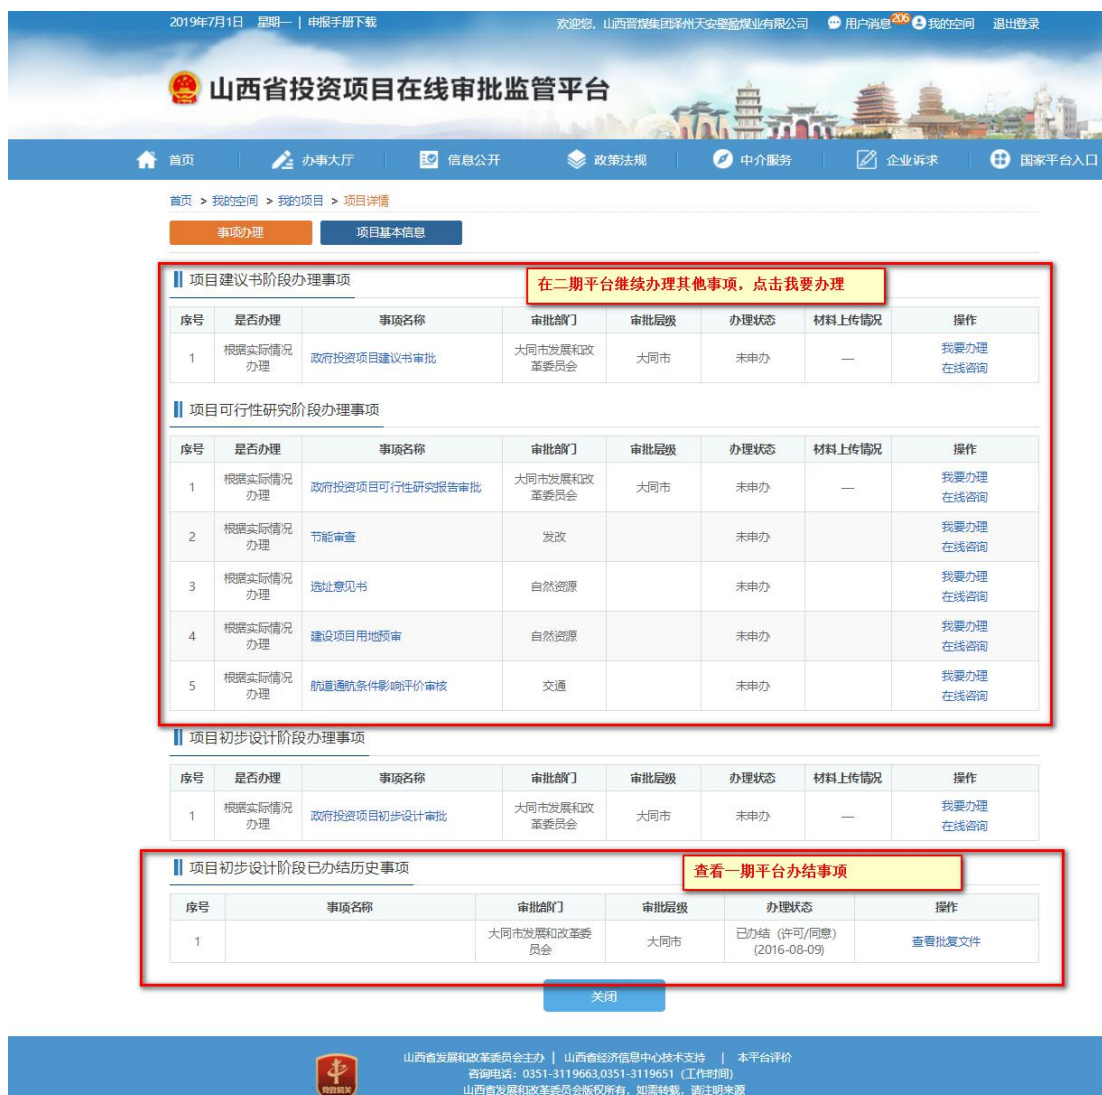 2019年7月1日 星期一 | 申报手册下载 欢迎您, 山西晋煤集团泽州天安壁盈煤业有限公司 用户消息 206 我的空间 退出登录
山西省投资项目在线审批监管平台
首页 办事大厅 信息公开 政策法规 中介服务 企业诉求 国家平台入口
首页 > 我的空间 > 我的项目 > 项目详情
事项办理 项目基本信息
项目建议书阶段办理事项
在二期平台继续办理其他事项，点击我要办理
序号 是否办理 事项名称 审批部门 审批层级 办理状态 材料上传情况 操作
1 根据实际情况办理 政府投资项目建议书审批 大同市发展和改革委员会 大同市 未申办 — 我要办理 在线咨询
项目可行性研究阶段办理事项
序号 是否办理 事项名称 审批部门 审批层级 办理状态 材料上传情况 操作
1 根据实际情况办理 政府投资项目可行性研究报告审批 大同市发展和改革委员会 大同市 未申办 — 我要办理 在线咨询
2 根据实际情况办理 节能审查 发改 未申办 我要办理 在线咨询
3 根据实际情况办理 选址意见书 自然资源 未申办 我要办理 在线咨询
4 根据实际情况办理 建设项目用地预审 自然资源 未申办 我要办理 在线咨询
5 根据实际情况办理 航道通航条件影响评价审核 交通 未申办 我要办理 在线咨询
项目初步设计阶段办理事项
序号 是否办理 事项名称 审批部门 审批层级 办理状态 材料上传情况 操作
1 根据实际情况办理 政府投资项目初步设计审批 大同市发展和改革委员会 大同市 未申办 — 我要办理 在线咨询
项目初步设计阶段已办结历史事项
查看一期平台办结事项
序号 事项名称 审批部门 审批层级 办理状态 操作
1 大同市发展和改革委员会 大同市 已办结（许可/同意）(2016-08-09) 查看批复文件
关闭
党政机关
山西省发展和改革委员会主办 | 山西省经济信息中心技术支持 | 本平台评价
咨询电话：0351-3119663,0351-3119651（工作时间）
山西省发展和改革委员会版权所有，如需转载，请注明来源